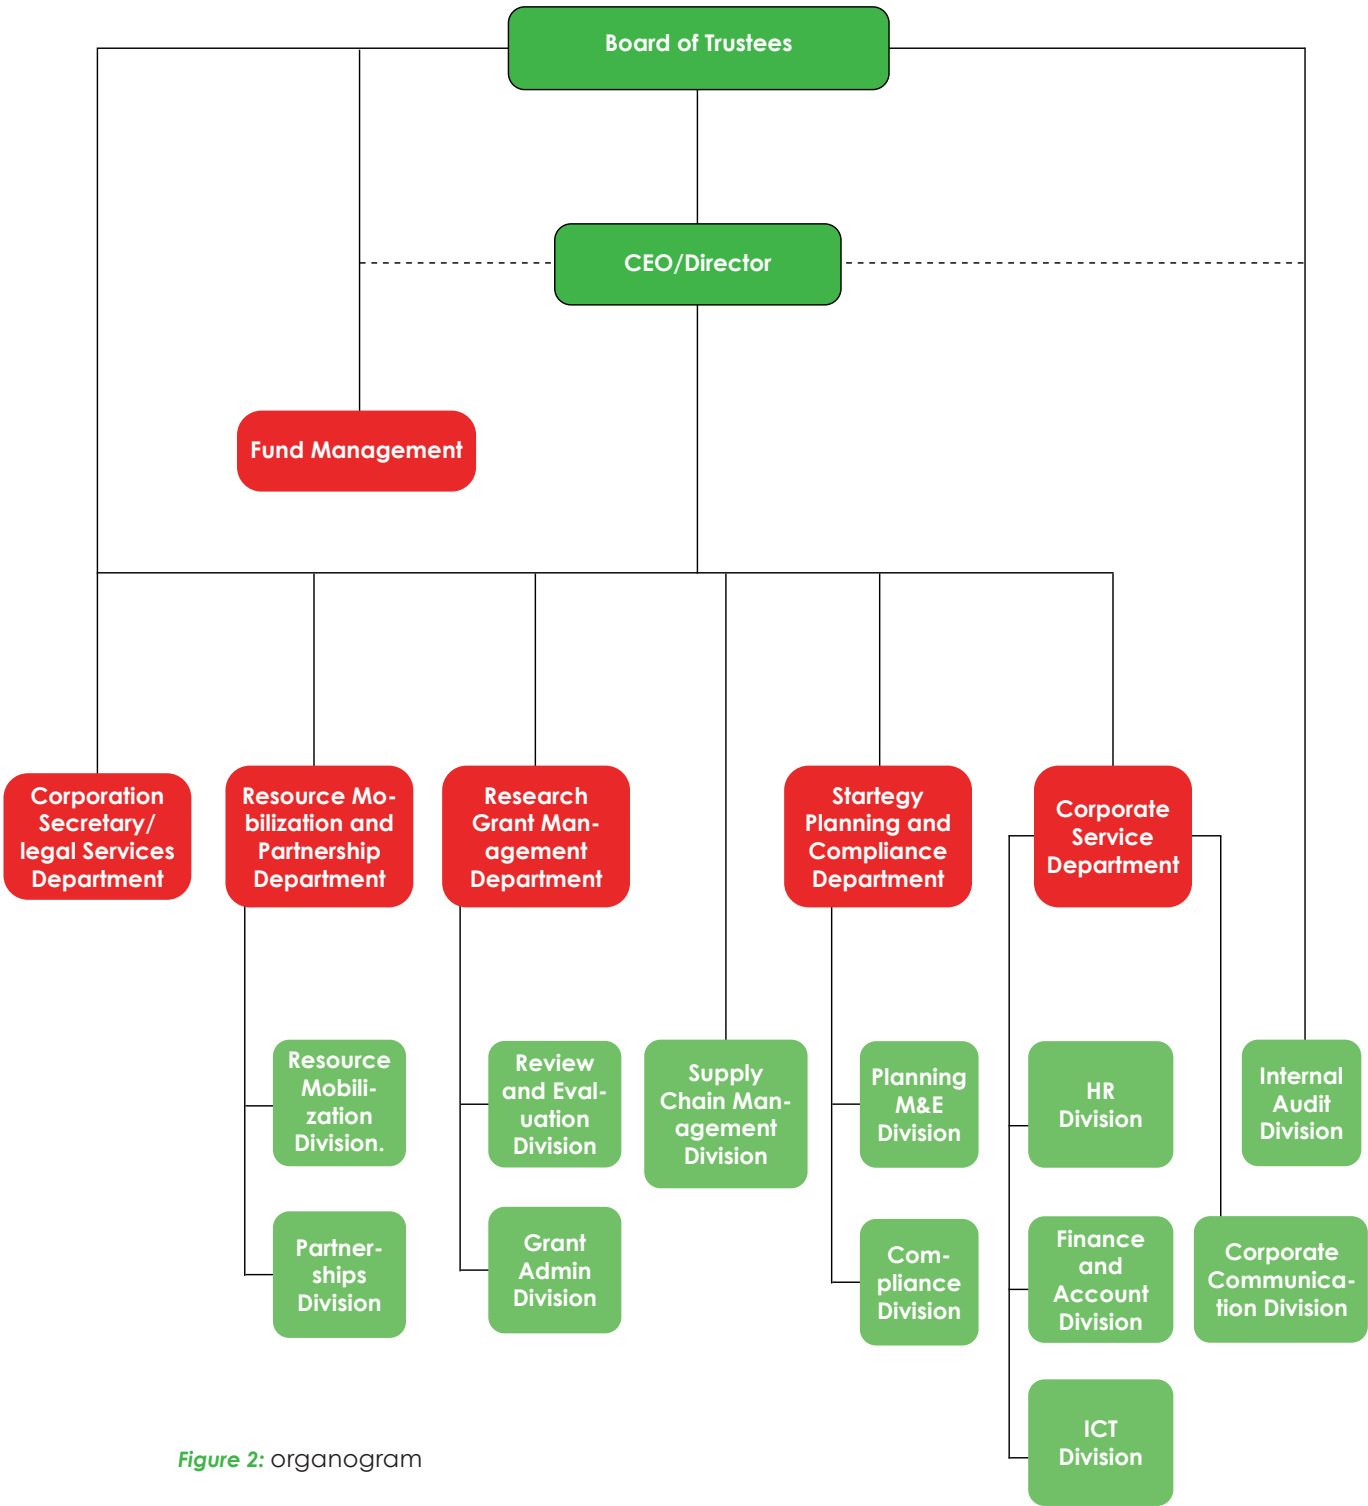 Board of Trustees
CEO/Director
Fund Management
Corporation
Secretary/
legal Services
Department
Resource Mo-
bilization and
Partnership
Department
Research
Grant Man-
agement
Department
Startegy
Planning and
Compliance
Department
Corporate
Service
Department
Resource
Mobili-
zation
Division.
Review
and Eval-
uation
Division
Supply
Chain Man-
agement
Division
Planning
M&E
Division
HR
Division
Internal
Audit
Division
Partner-
ships
Division
Grant
Admin
Division
Com-
pliance
Division
Finance
and
Account
Division
Corporate
Communica-
tion Division
ICT
Division
Figure 2: organogram